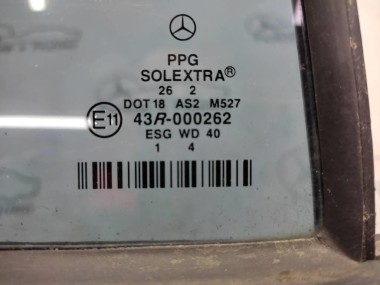 PPG
SOLEXTRA®
26 2
DOT 18 AS2 M527
E11 43R-000262
ESG WD 40
1 4